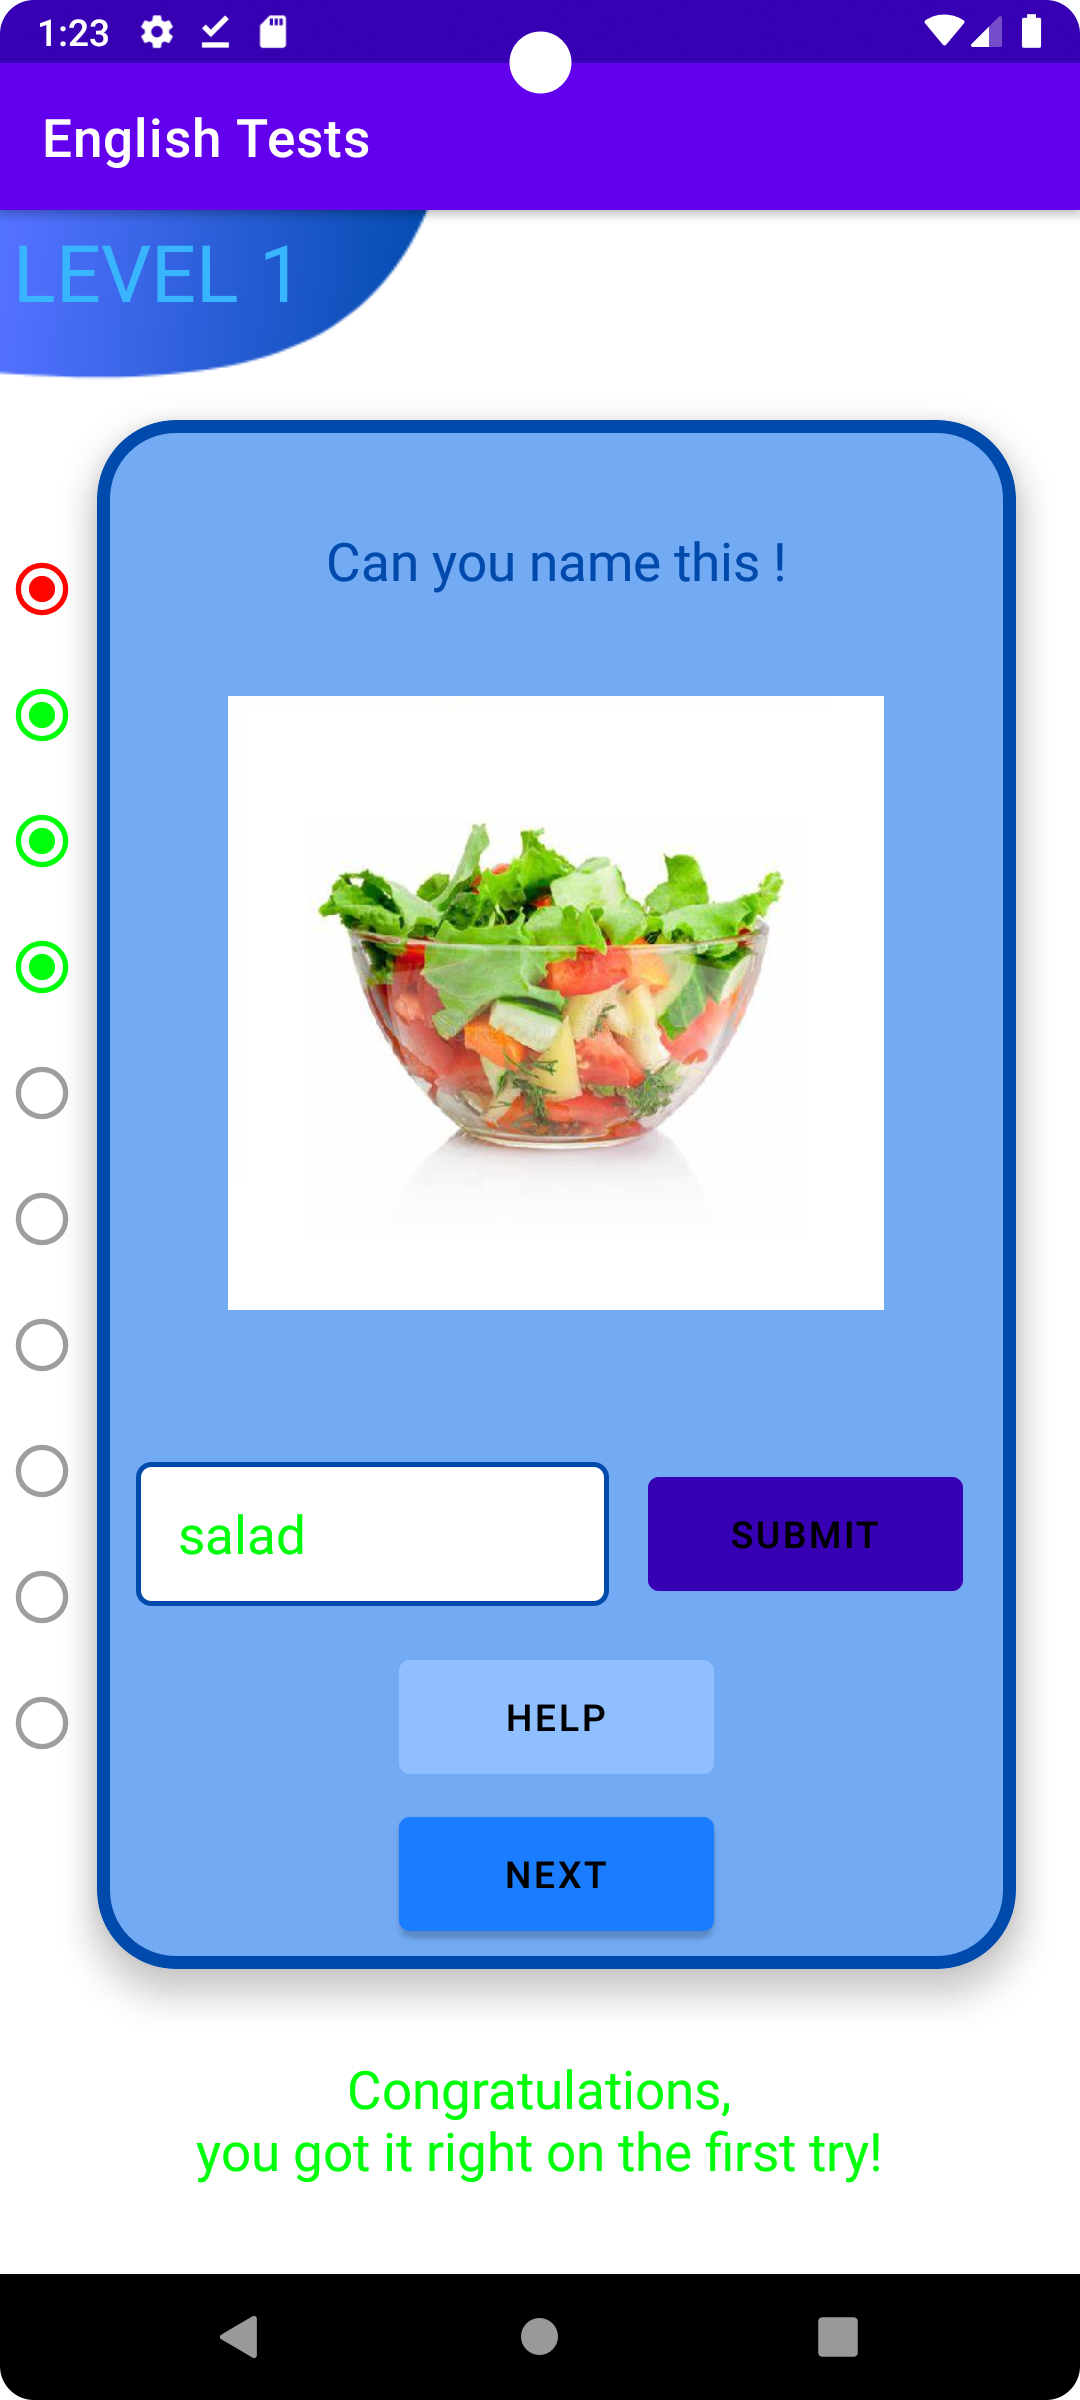 1:23
English Tests
LEVEL 1
Can you name this !
salad
SUBMIT
HELP
NEXT
Congratulations,
you got it right on the first try!